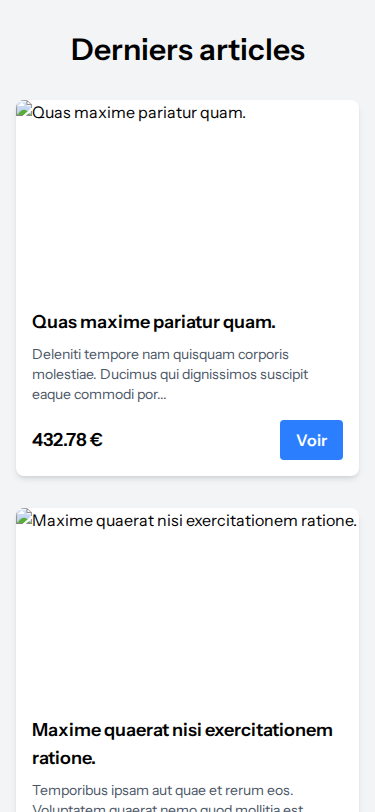 Derniers articles
Quas maxime pariatur quam.
Quas maxime pariatur quam.
Deleniti tempore nam quisquam corporis
molestiae. Ducimus qui dignissimos suscipit
eaque commodi por...
432.78 €
Voir
Maxime quaerat nisi exercitationem ratione.
Maxime quaerat nisi exercitationem
ratione.
Temporibus ipsam aut quae et rerum eos.
Voluptatem quaerat nemo quod mollitia est